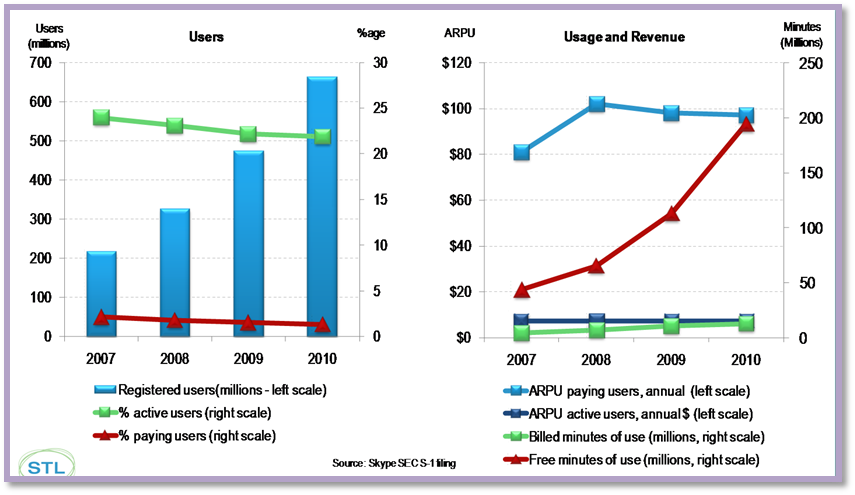 Users
(millions)
Users
%age
700
600
500
400
300
200
100
0
30
25
20
15
10
5
0
2007 2008 2009 2010
Registered users(millions - left scale)
% active users (right scale)
% paying users (right scale)
ARPU
Usage and Revenue
Minutes
(Millions)
$120
$100
$80
$60
$40
$20
$0
250
200
150
100
50
0
2007 2008 2009 2010
ARPU paying users, annual (left scale)
ARPU active users, annual $ (left scale)
Billed minutes of use (millions, right scale)
Free minutes of use (millions, right scale)
STL
Source: Skype SEC S-1 filing